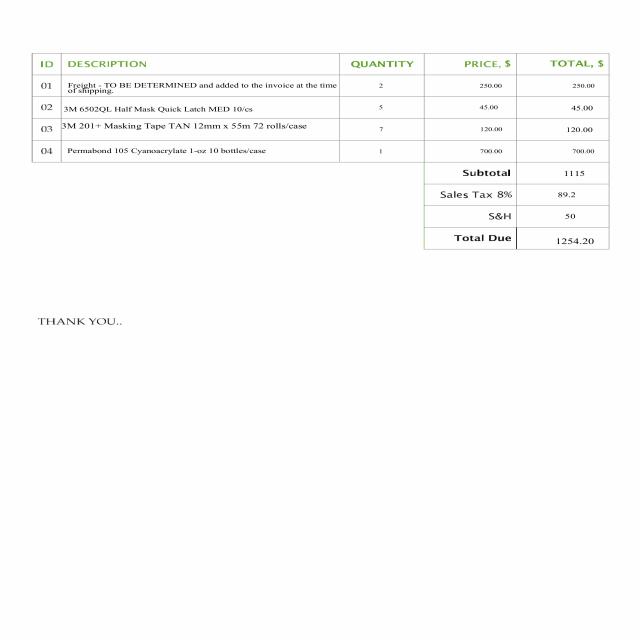 ID DESCRIPTION QUANTITY PRICE, $ TOTAL, $
01 Freight - TO BE DETERMINED and added to the invoice at the time 2 250.00 250.00
of shipping.
02 3M 6502QL Half Mask Quick Latch MED 10/cs 5 45.00 45.00
03 3M 201+ Masking Tape TAN 12mm x 55m 72 rolls/case 7 120.00 120.00
04 Permabond 105 Cyanoacrylate 1-oz 10 bottles/case 1 700.00 700.00
Subtotal 1115
Sales Tax 8% 89.2
S&H 50
Total Due 1254.20
THANK YOU..